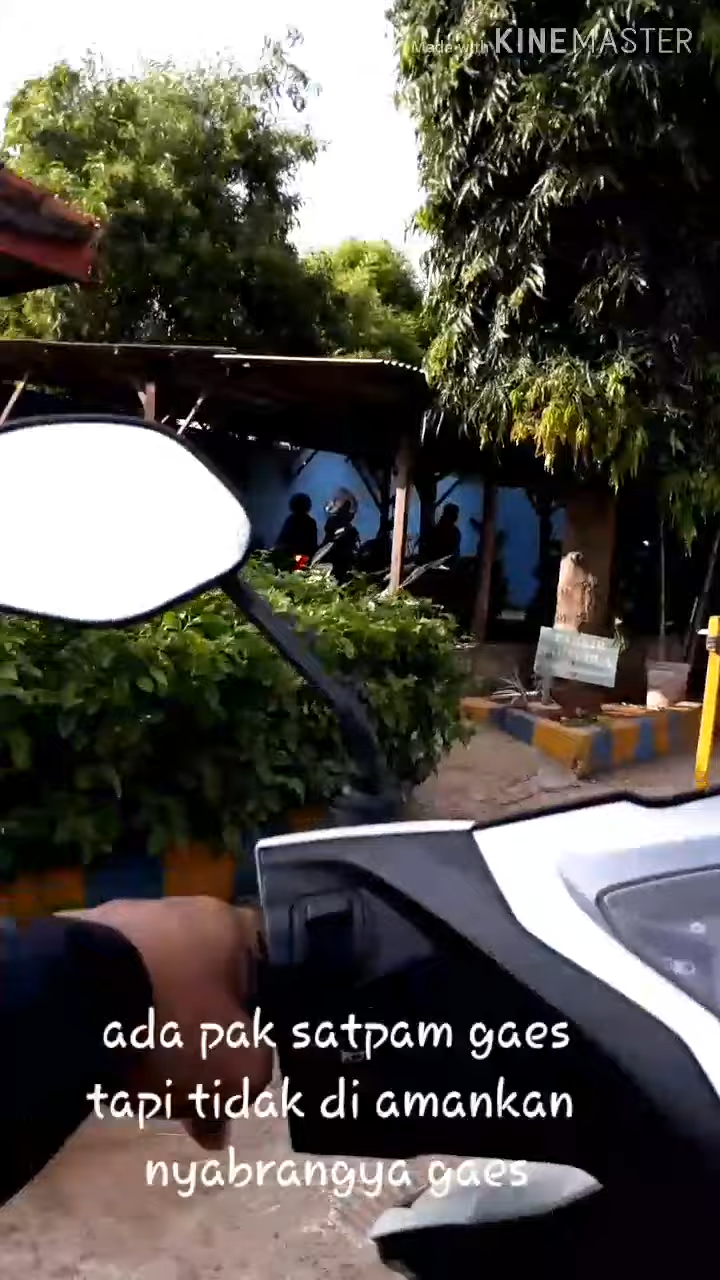 Made with KINEMASTER
ada pak satpam gaes
tapi tidak di amankan
nyabrangya gaes